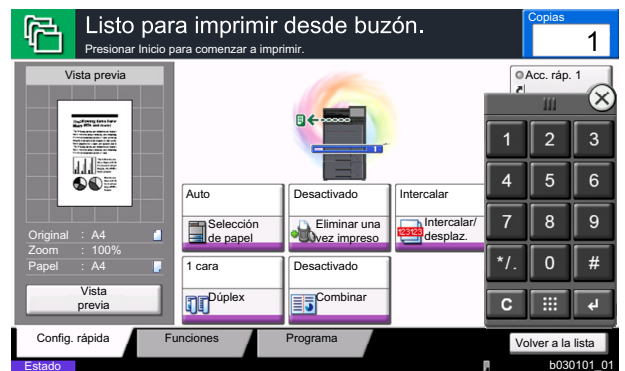 Listo para imprimir desde buzón.
Presionar Inicio para comenzar a imprimir.
Copias
1
Vista previa
Original : A4
Zoom : 100%
Papel : A4
Vista
previa
Acc. ráp. 1
1
Auto
Selección
de papel
Desactivado
Eliminar una
vez impreso
Intercalar
123123
Intercalar/
desplaz.
1 cara
Dúplex
Desactivado
Combinar
1 2 3
4 5 6
7 8 9
*/. 0 #
C
Config. rápida
Funciones
Programa
Volver a la lista
Estado
b030101_01